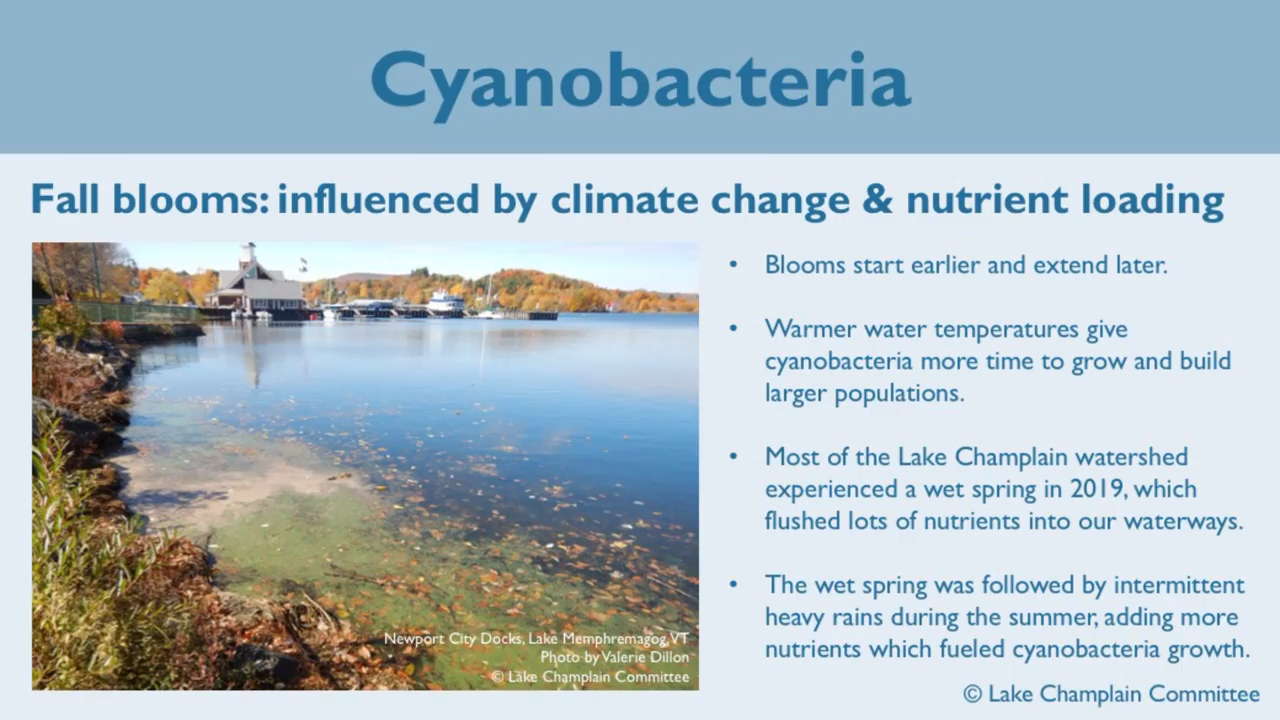 Cyanobacteria
Fall blooms: influenced by climate change & nutrient loading
• Blooms start earlier and extend later.
• Warmer water temperatures give
cyanobacteria more time to grow and build
larger populations.
• Most of the Lake Champlain watershed
experienced a wet spring in 2019, which
flushed lots of nutrients into our waterways.
• The wet spring was followed by intermittent
heavy rains during the summer, adding more
nutrients which fueled cyanobacteria growth.
Newport City Docks, Lake Memphremagog, VT
Photo by Valerie Dillon
© Lake Champlain Committee
© Lake Champlain Committee